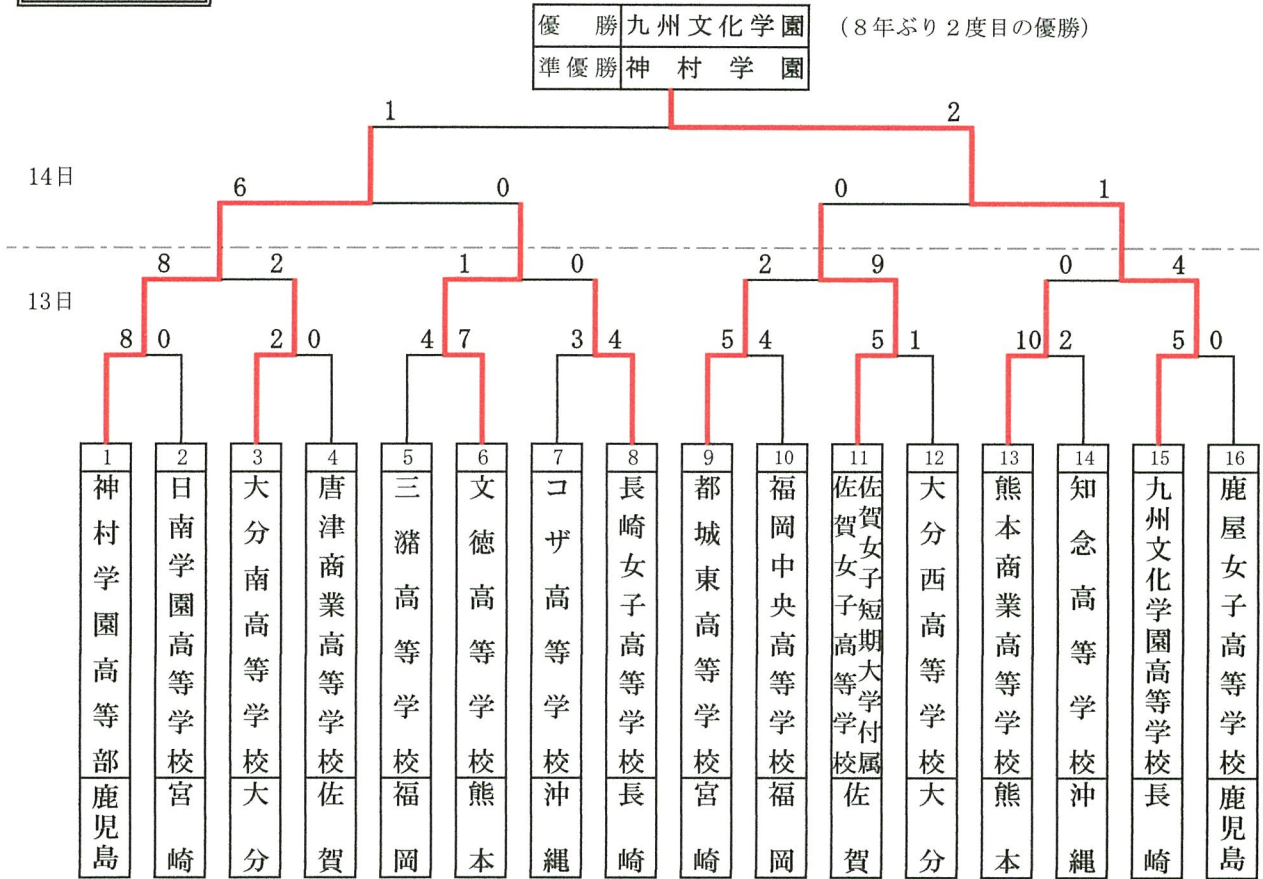 優勝 九州文化学園 (8年ぶり2度目の優勝)
準優勝 神村学園
1 2
14日
6 0 0 1
8 2 1 0 2 9 0 4
13日
8 0 2 0 4 7 3 4 5 4 5 1 10 2 5 0
1 2 3 4 5 6 7 8 9 10 11 12 13 14 15 16
神村学園高等部 鹿児島
日南学園高等学校 宮崎
大分南高等学校 大分
唐津商業高等学校 佐賀
三潴高等学校 福岡
文徳高等学校 熊本
コザ高等学校 沖縄
長崎女子高等学校 長崎
都城東高等学校 宮崎
福岡中央高等学校 福岡
佐賀女子短期大学付属
佐賀女子高等学校 佐賀
大分西高等学校 大分
熊本商業高等学校 熊本
知念高等学校 沖縄
九州文化学園高等学校 長崎
鹿屋女子高等学校 鹿児島